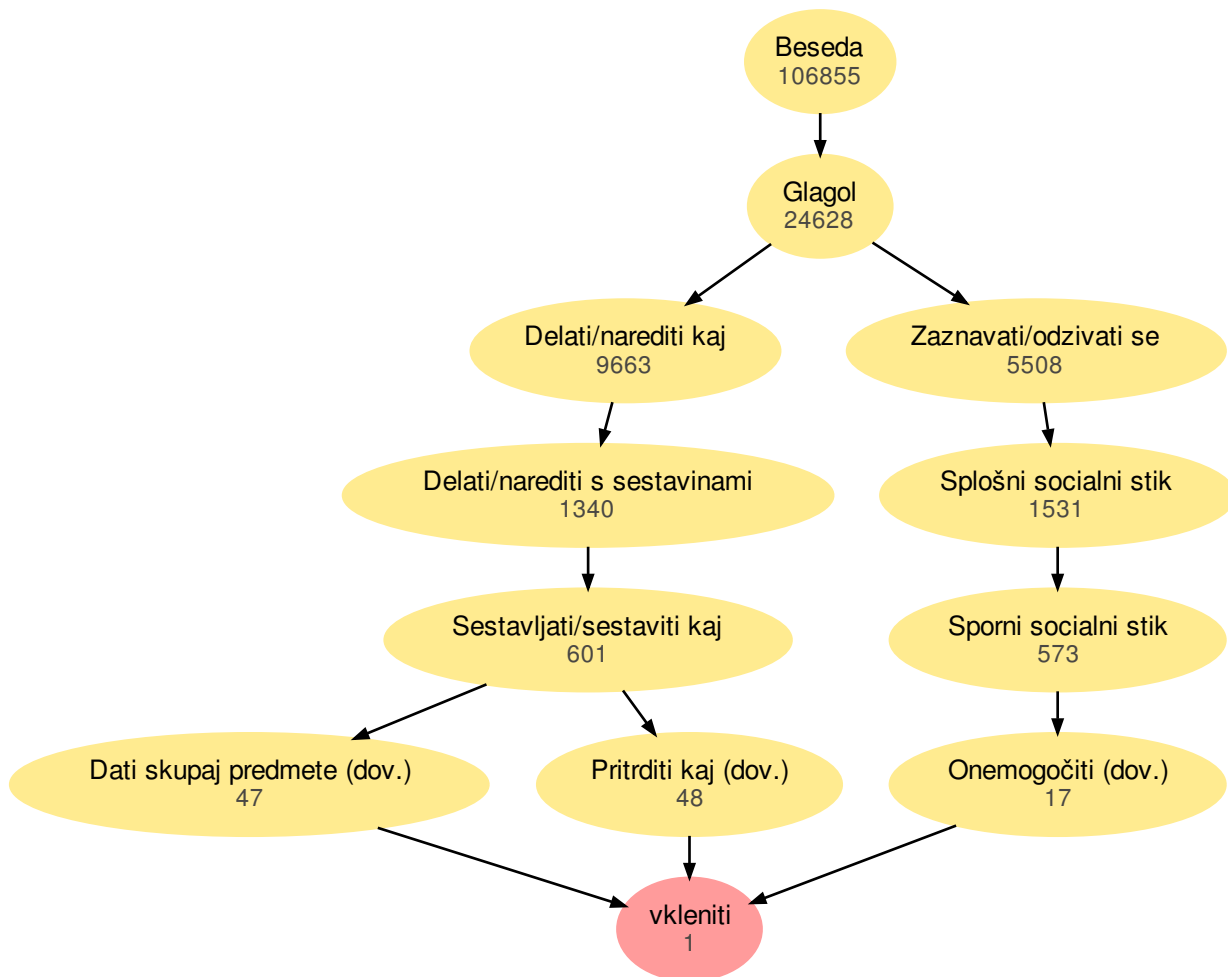 Beseda
106855
Glagol
24628
Delati/narediti kaj
9663
Zaznavati/odzivati se
5508
Delati/narediti s sestavinami
1340
Splošni socialni stik
1531
Sestavljati/sestaviti kaj
601
Sporni socialni stik
573
Dati skupaj predmete (dov.)
47
Pritrditi kaj (dov.)
48
Onemogočiti (dov.)
17
vkleniti
1